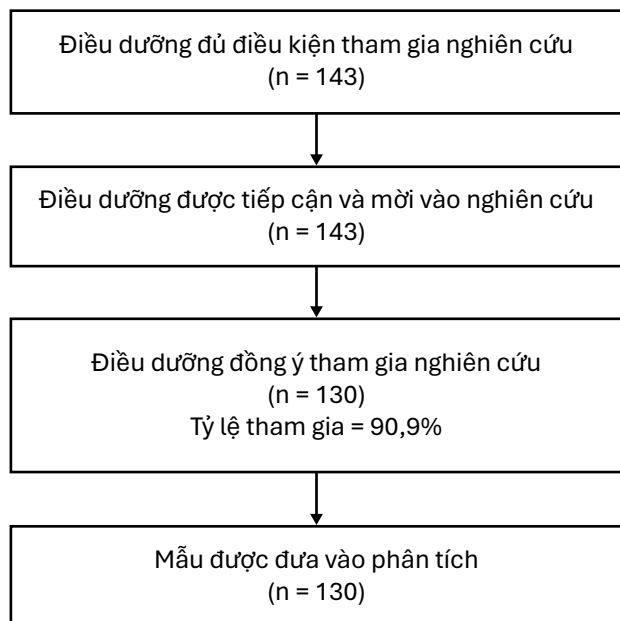 Điều dưỡng đủ điều kiện tham gia nghiên cứu
(n = 143)
Điều dưỡng được tiếp cận và mời vào nghiên cứu
(n = 143)
Điều dưỡng đồng ý tham gia nghiên cứu
(n = 130)
Tỷ lệ tham gia = 90,9%
Mẫu được đưa vào phân tích
(n = 130)